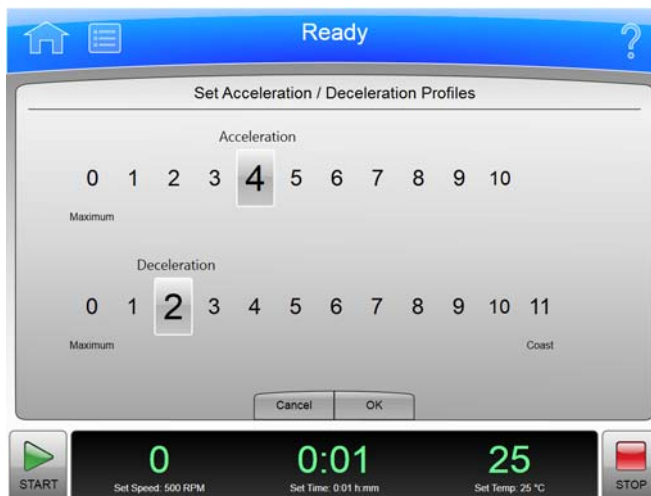 Ready
?
Set Acceleration / Deceleration Profiles
Acceleration
0 1 2 3 4 5 6 7 8 9 10
Maximum
Deceleration
0 1 2 3 4 5 6 7 8 9 10 11
Maximum Coast
Cancel OK
0 0:01 25
START Set Speed: 500 RPM Set Time: 0:01 h:mm Set Temp: 25 °C STOP